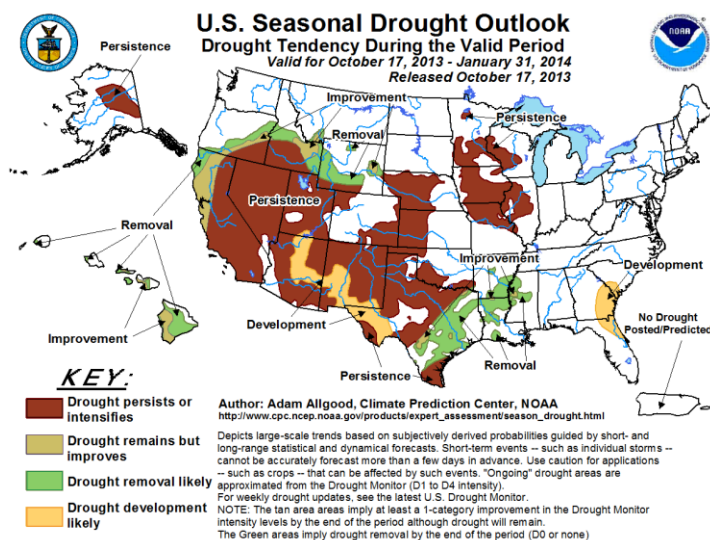 U.S. Seasonal Drought Outlook
Drought Tendency During the Valid Period
Valid for October 17, 2013 - January 31, 2014
Released October 17, 2013
NOAA
Persistence
Improvement
Removal
Persistence
Persistence
Removal
Improvement
Development
Improvement
Development
No Drought
Posted/Predicted
Removal
Persistence
KEY:
Drought persists or
intensifies
Drought remains but
improves
Drought removal likely
Drought development
likely
Author: Adam Allgood, Climate Prediction Center, NOAA
http://www.cpc.ncep.noaa.gov/products/expert_assessment/season_drought.html
Depicts large-scale trends based on subjectively derived probabilities guided by short- and
long-range statistical and dynamical forecasts. Short-term events -- such as individual storms --
cannot be accurately forecast more than a few days in advance. Use caution for applications
-- such as crops -- that can be affected by such events. "Ongoing" drought areas are
approximated from the Drought Monitor (D1 to D4 intensity).
For weekly drought updates, see the latest U.S. Drought Monitor.
NOTE: The tan area areas imply at least a 1-category improvement in the Drought Monitor
intensity levels by the end of the period although drought will remain.
The Green areas imply drought removal by the end of the period (D0 or none)